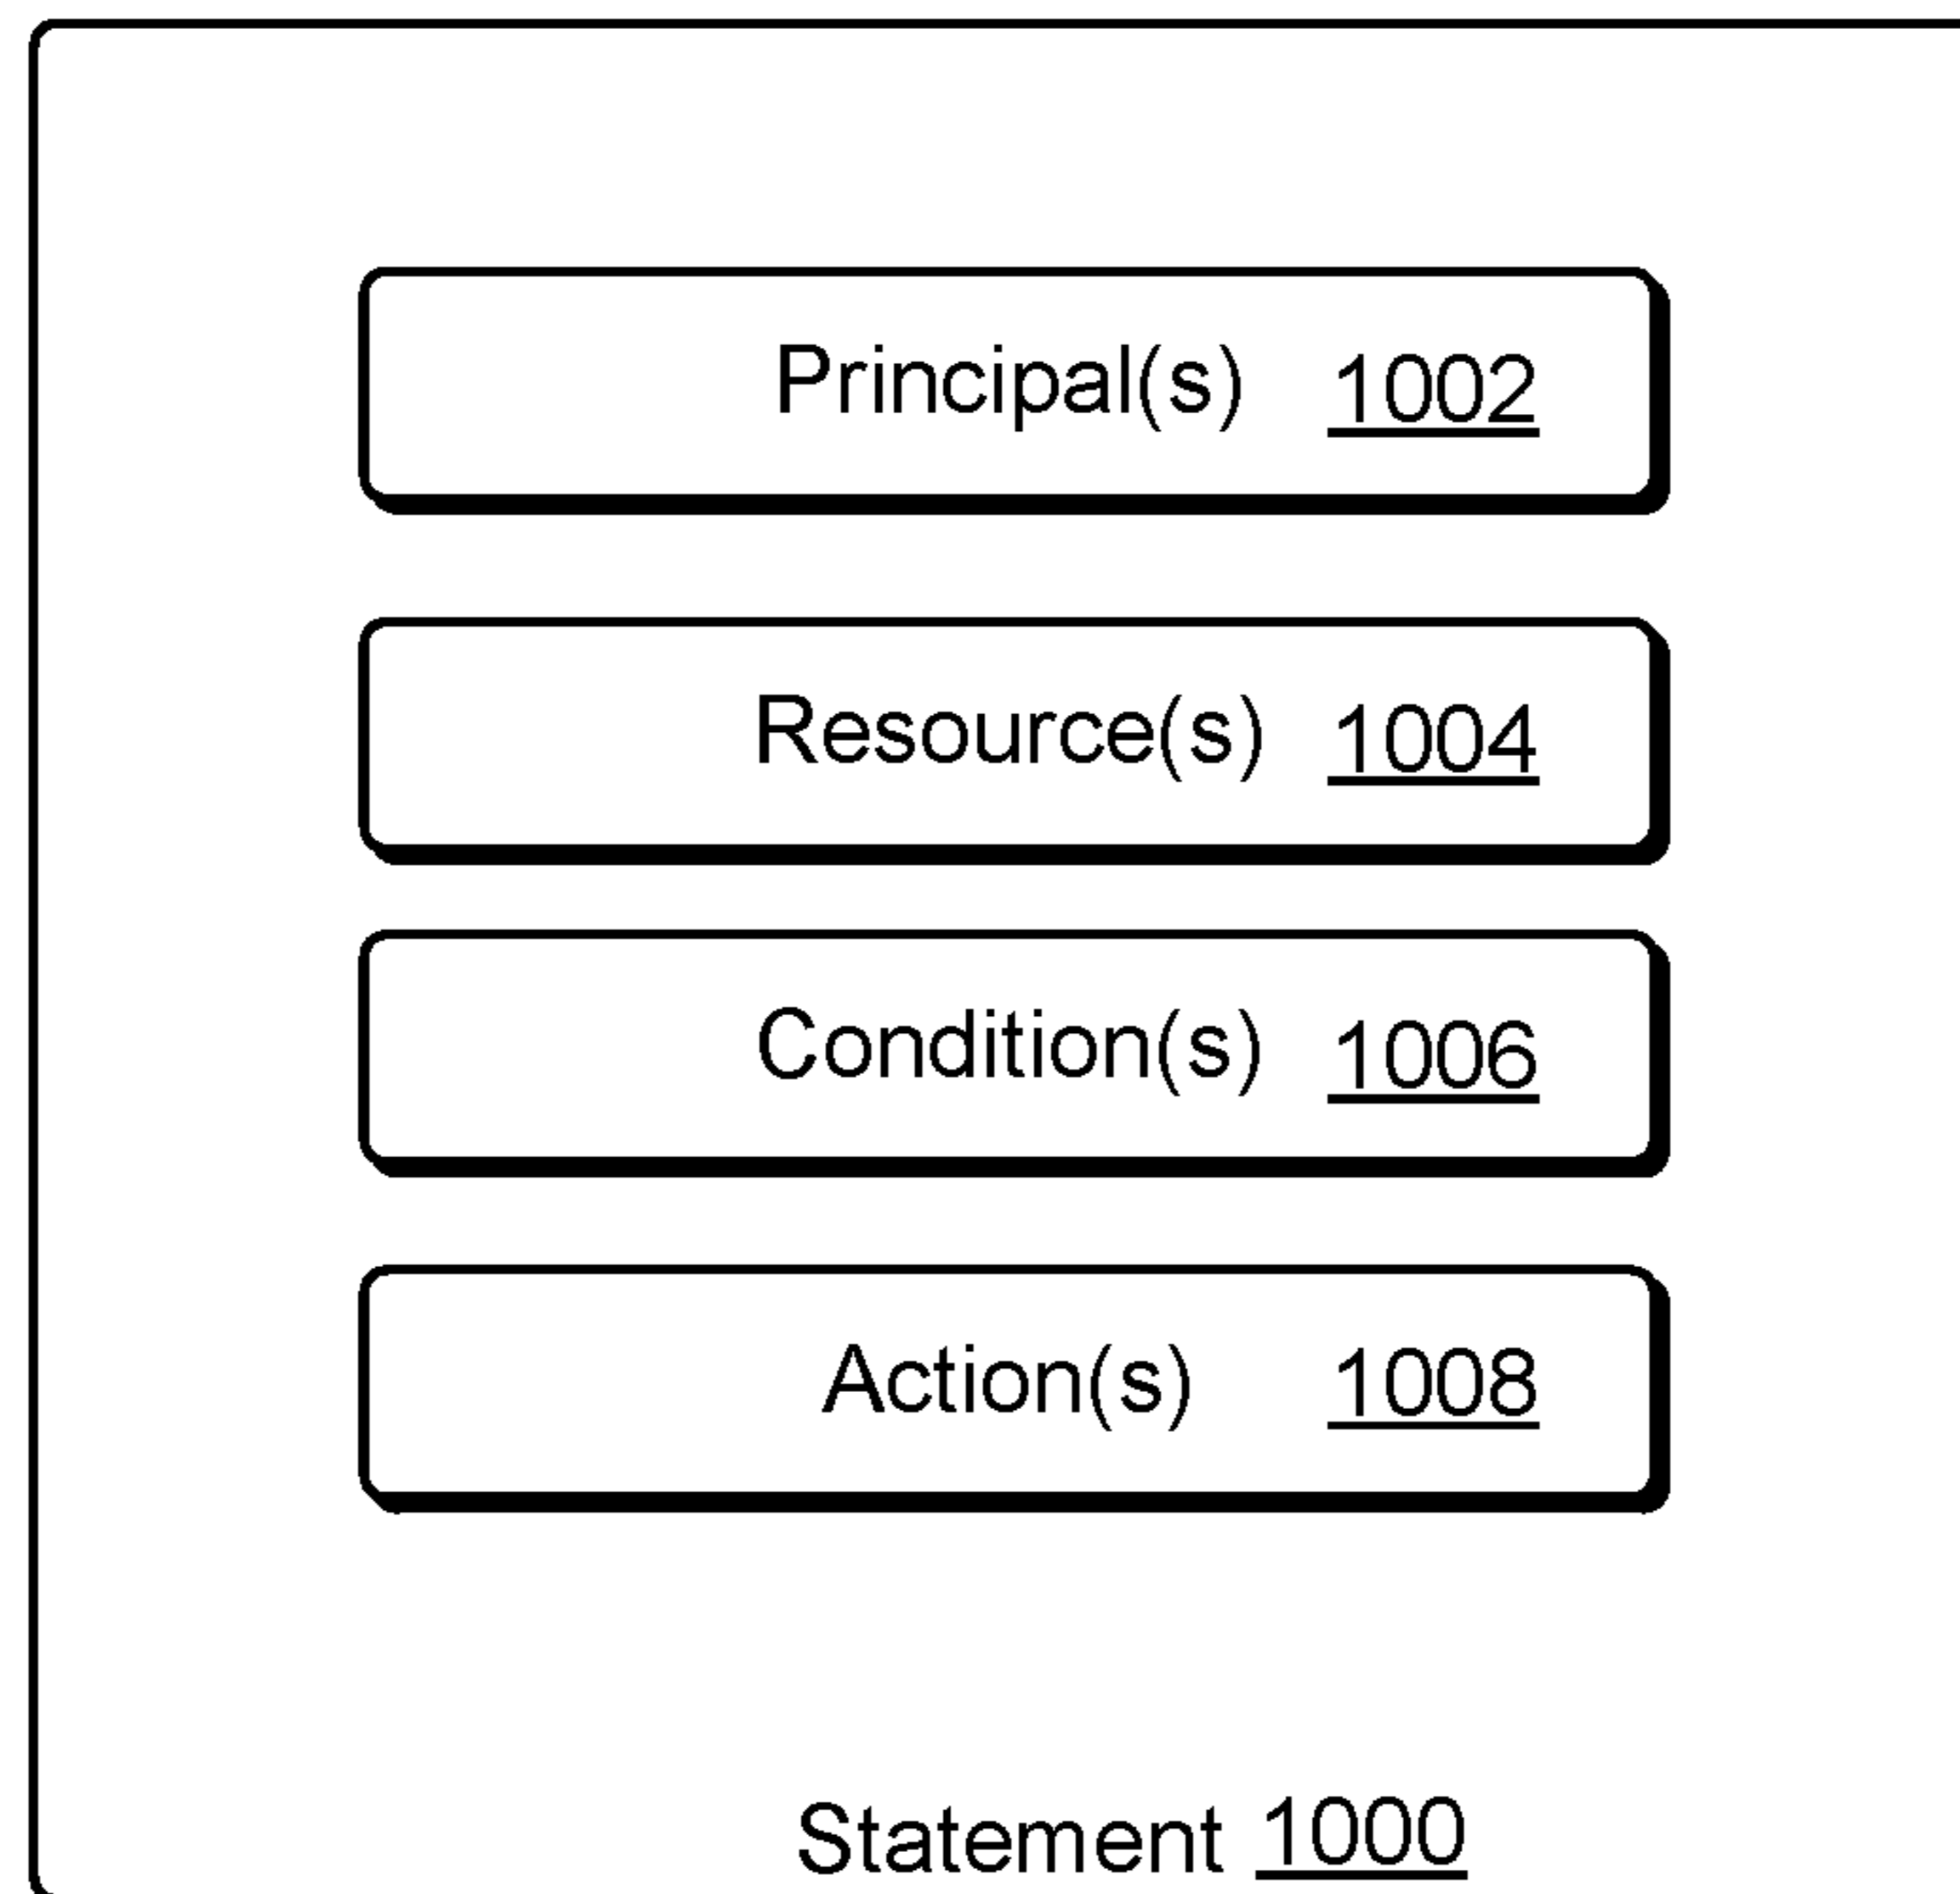 Principal(s) 1002
Resource(s) 1004
Condition(s) 1006
Action(s) 1008
Statement 1000